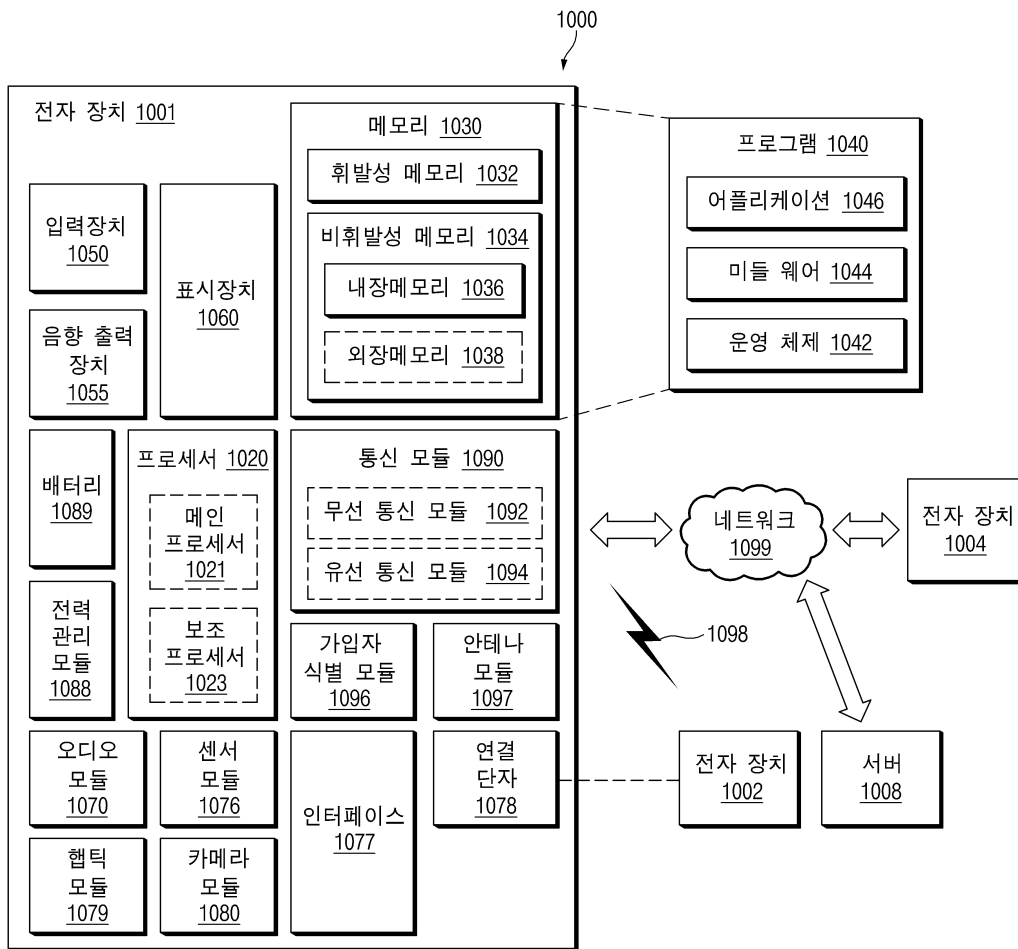 1000
전자 장치 1001
메모리 1030
휘발성 메모리 1032
비휘발성 메모리 1034
내장메모리 1036
외장메모리 1038
프로그램 1040
어플리케이션 1046
미들 웨어 1044
운영 체제 1042
입력장치
1050
표시장치
1060
음향 출력
장치
1055
배터리
1089
프로세서 1020
메인
프로세서
1021
보조
프로세서
1023
통신 모듈 1090
무선 통신 모듈 1092
유선 통신 모듈 1094
네트워크
1099
전자 장치
1004
전력
관리
모듈
1088
가입자
식별 모듈
1096
안테나
모듈
1097
1098
오디오
모듈
1070
센서
모듈
1076
인터페이스
1077
연결
단자
1078
전자 장치
1002
서버
1008
햅틱
모듈
1079
카메라
모듈
1080